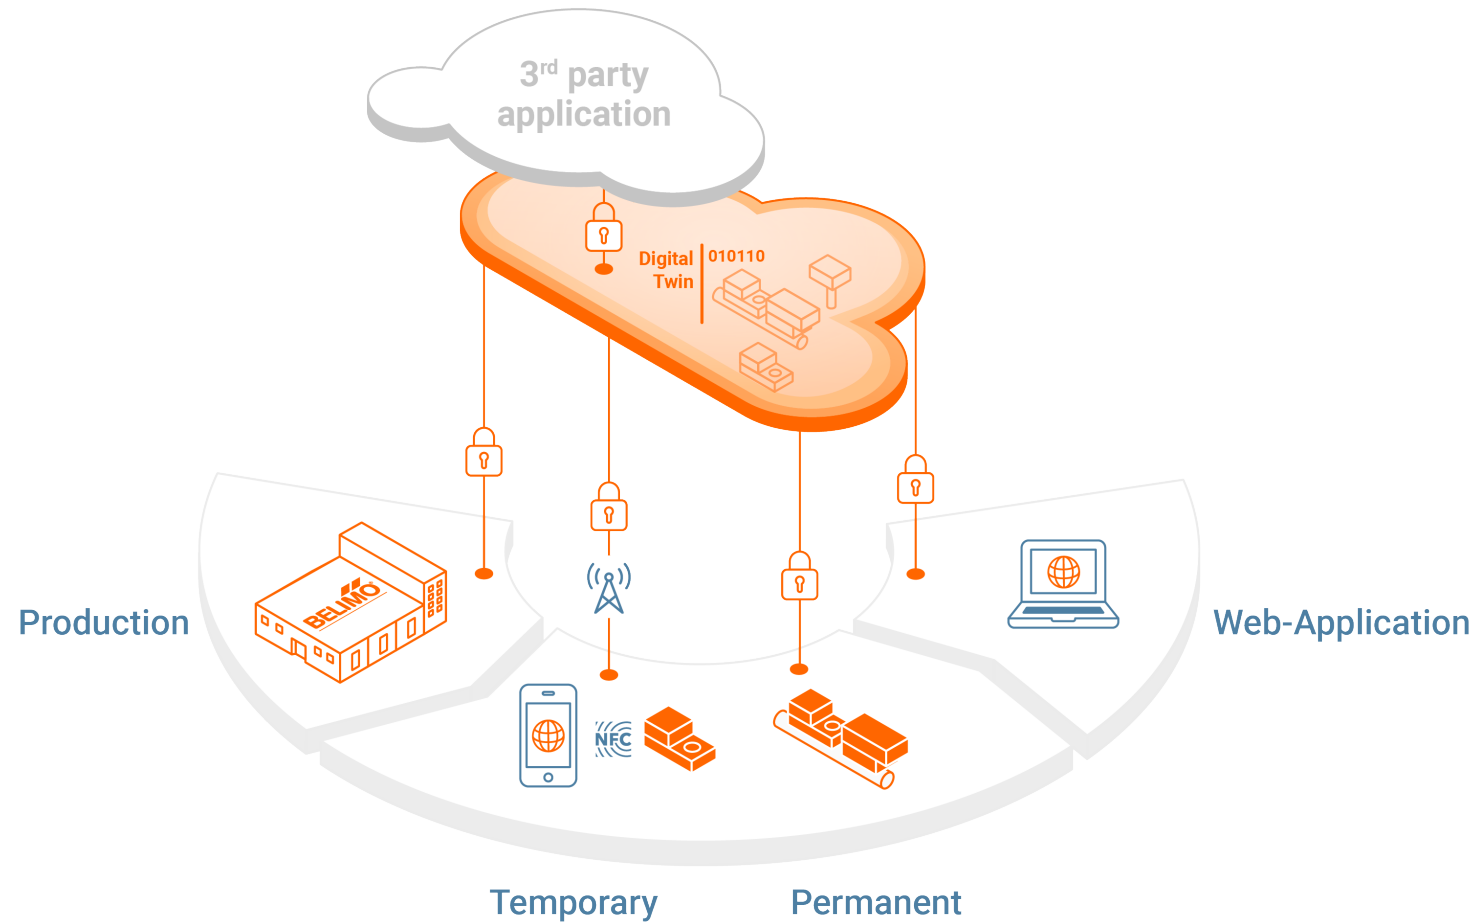 3rd party
application
Digital
Twin
010110
BELIMO
Production
Web-Application
NFC
Temporary
Permanent